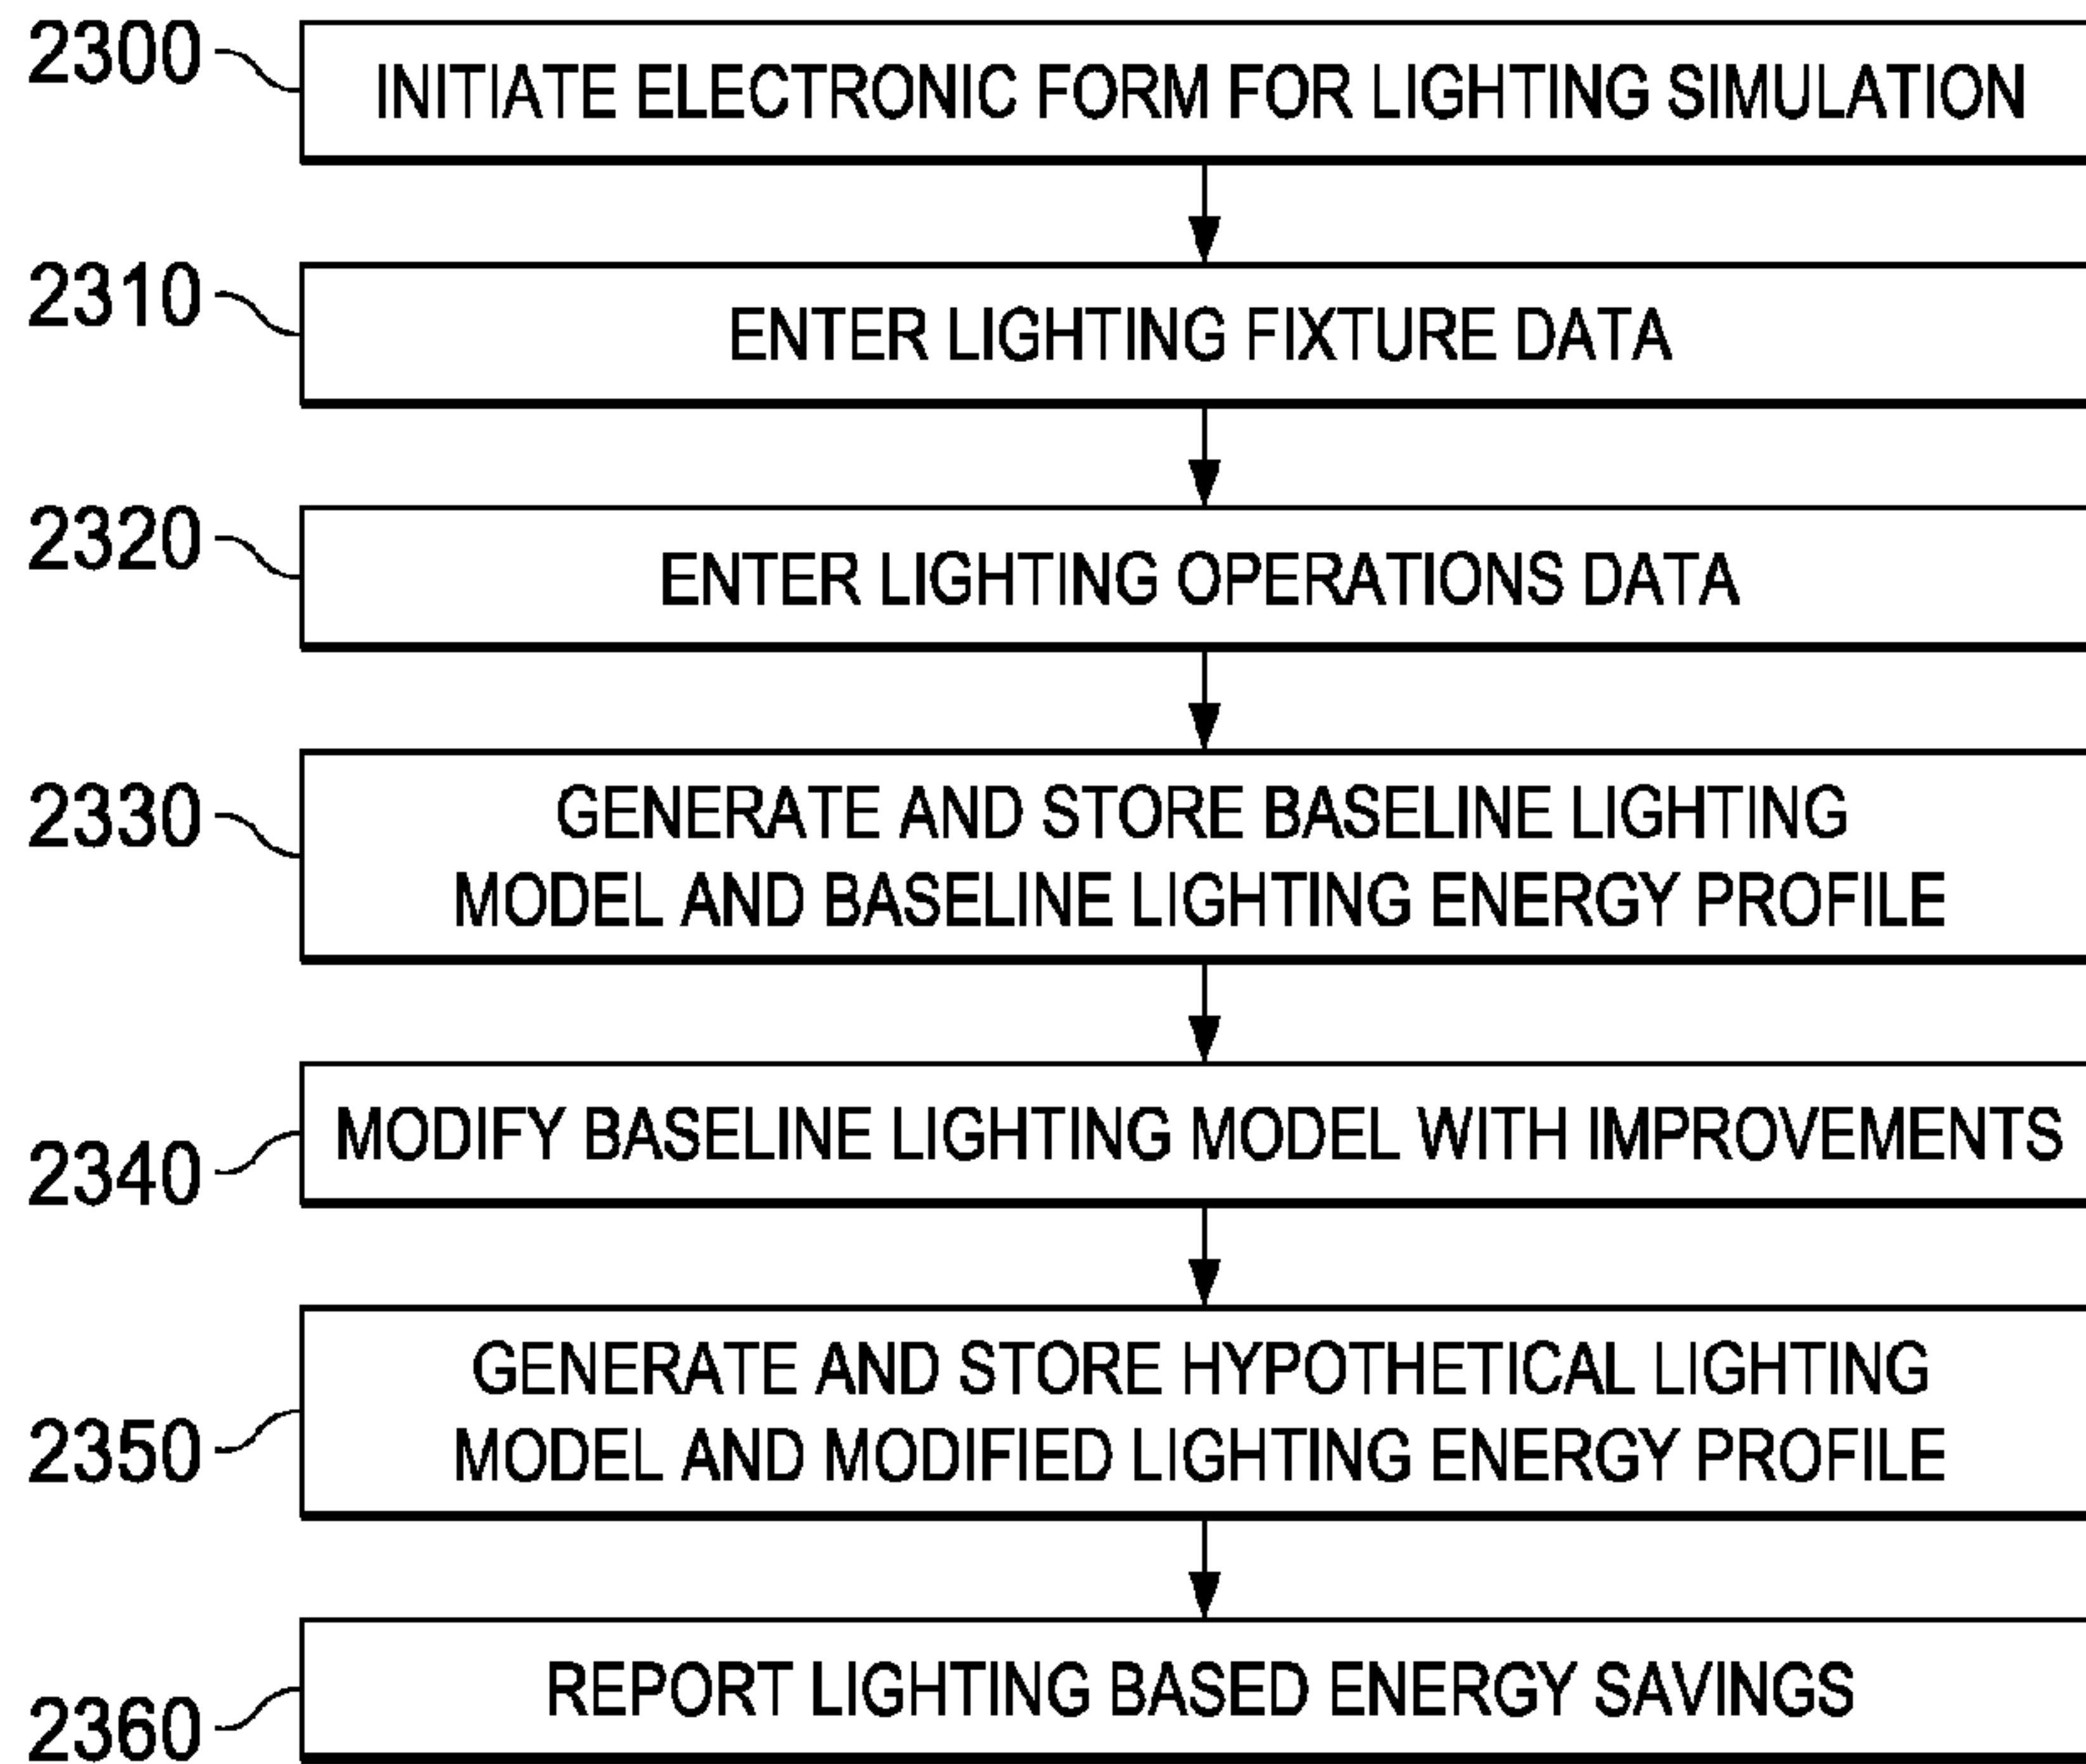 2300
INITIATE ELECTRONIC FORM FOR LIGHTING SIMULATION
2310
ENTER LIGHTING FIXTURE DATA
2320
ENTER LIGHTING OPERATIONS DATA
2330
GENERATE AND STORE BASELINE LIGHTING
MODEL AND BASELINE LIGHTING ENERGY PROFILE
2340
MODIFY BASELINE LIGHTING MODEL WITH IMPROVEMENTS
2350
GENERATE AND STORE HYPOTHETICAL LIGHTING
MODEL AND MODIFIED LIGHTING ENERGY PROFILE
2360
REPORT LIGHTING BASED ENERGY SAVINGS